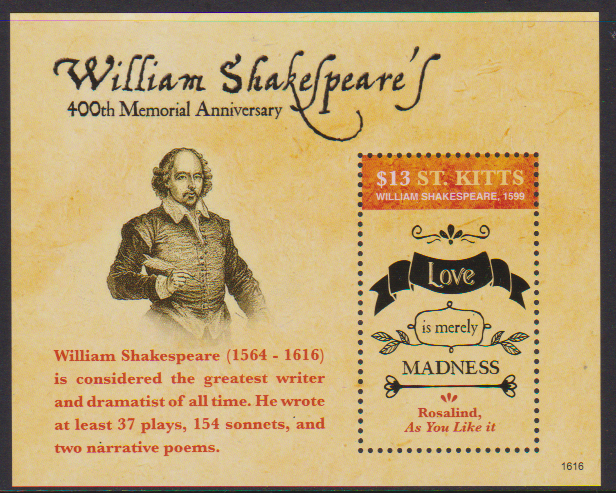 William Shakespeare's
400th Memorial Anniversary
$13 ST. KITTS
WILLIAM SHAKESPEARE, 1599
Love
is merely
MADNESS
Rosalind,
As You Like it
William Shakespeare (1564 - 1616)
is considered the greatest writer
and dramatist of all time. He wrote
at least 37 plays, 154 sonnets, and
two narrative poems.
1616